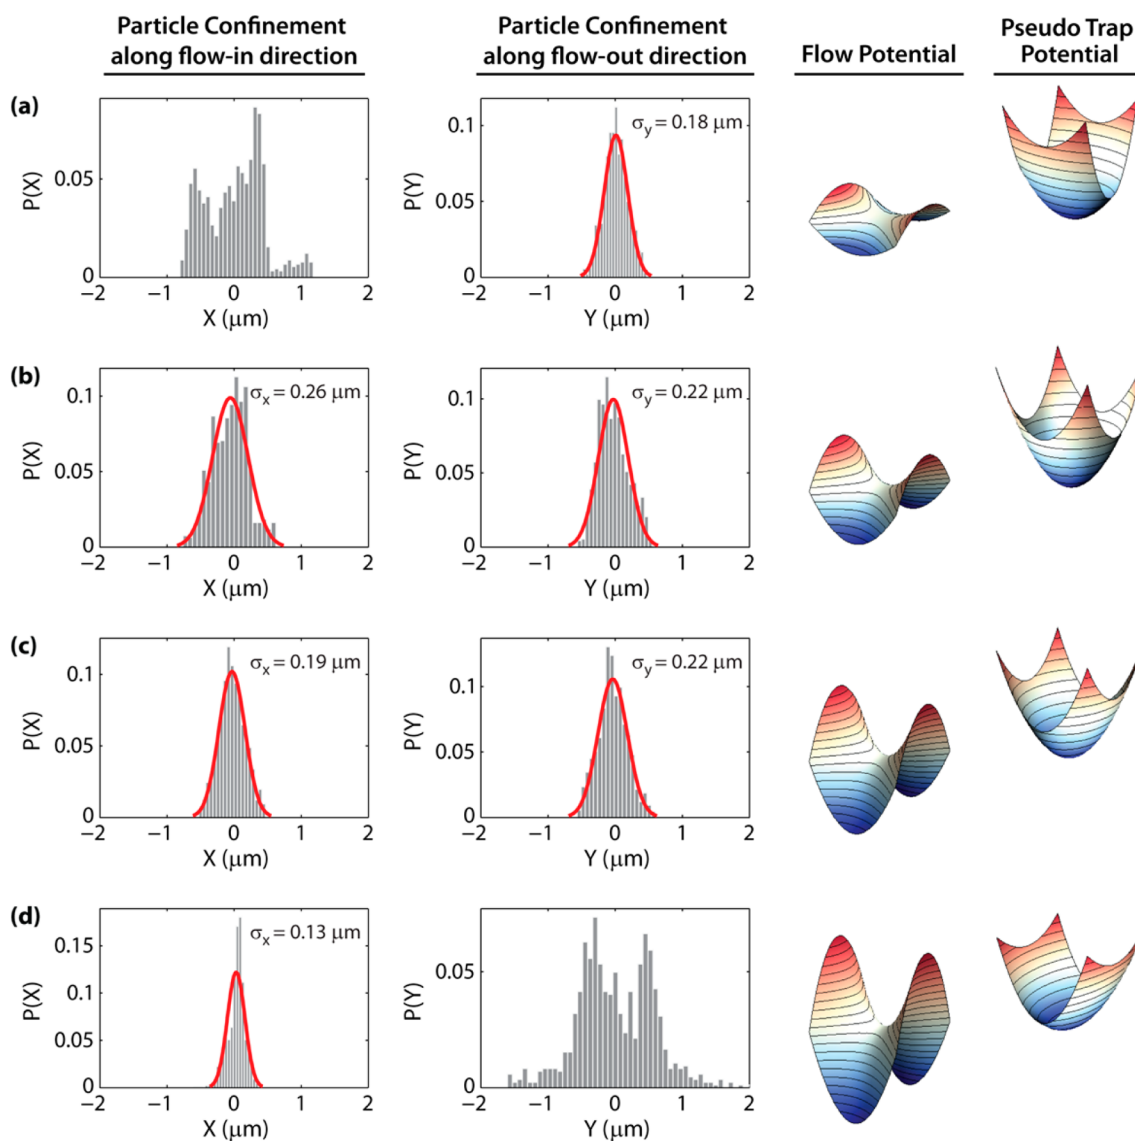 Particle Confinement
along flow-in direction
Particle Confinement
along flow-out direction
Flow Potential
Pseudo Trap
Potential
(a)
P(X)
0.05
0
−2 −1 0 1 2
X (μm)
P(Y)
0.1
0.05
0
σy = 0.18 μm
−2 −1 0 1 2
Y (μm)
(b)
P(X)
0.1
0.05
0
σx = 0.26 μm
−2 −1 0 1 2
X (μm)
P(Y)
0.1
0.05
0
σy = 0.22 μm
−2 −1 0 1 2
Y (μm)
(c)
P(X)
0.1
0.05
0
σx = 0.19 μm
−2 −1 0 1 2
X (μm)
P(Y)
0.1
0.05
0
σy = 0.22 μm
−2 −1 0 1 2
Y (μm)
(d)
P(X)
0.15
0.1
0.05
0
σx = 0.13 μm
−2 −1 0 1 2
X (μm)
P(Y)
0.05
0
−2 −1 0 1 2
Y (μm)